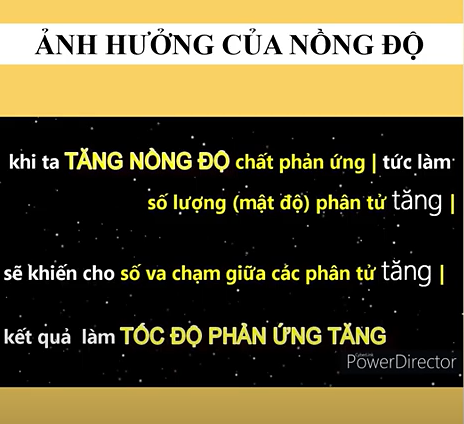 ẢNH HƯỞNG CỦA NỒNG ĐỘ
khi ta TĂNG NỒNG ĐỘ chất phản ứng | tức làm
số lượng (mật độ) phân tử tăng |
sẽ khiến cho số va chạm giữa các phân tử tăng |
kết quả làm TỐC ĐỘ PHẢN ỨNG TĂNG
CyberLink
PowerDirector